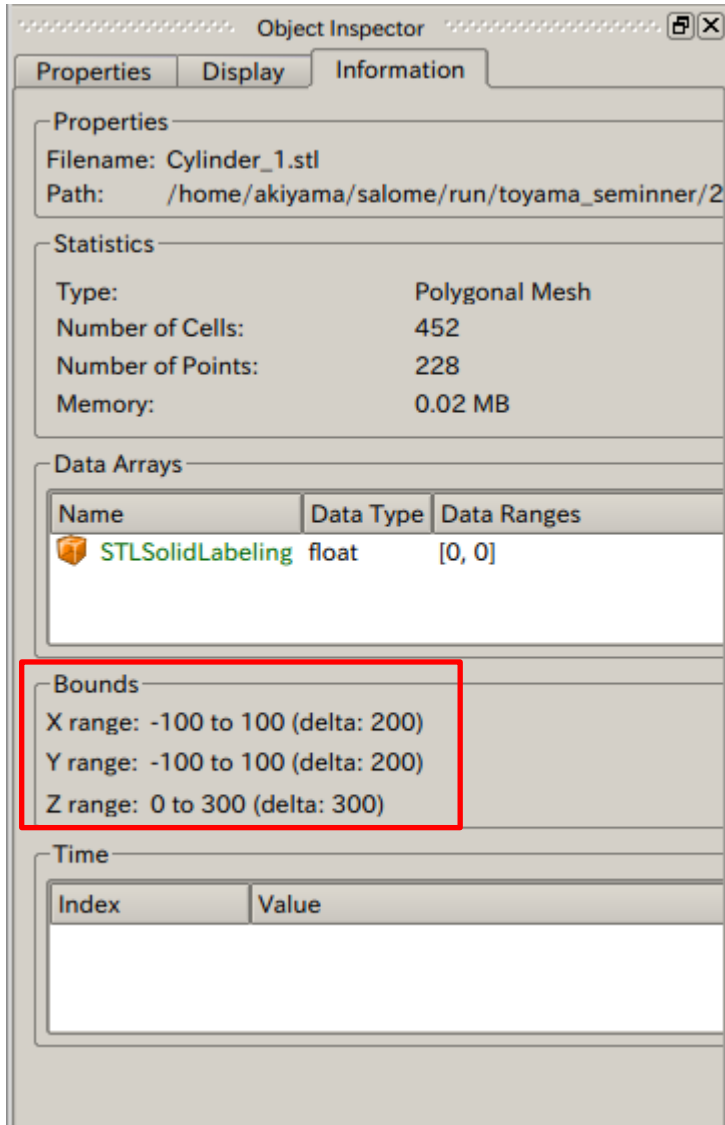 Object Inspector
Properties Display Information
Properties
Filename: Cylinder_1.stl
Path: /home/akiyama/salome/run/toyama_seminner/2
Statistics
Type: Polygonal Mesh
Number of Cells: 452
Number of Points: 228
Memory: 0.02 MB
Data Arrays
Name Data Type Data Ranges
STLSolidLabeling float [0, 0]
Bounds
X range: -100 to 100 (delta: 200)
Y range: -100 to 100 (delta: 200)
Z range: 0 to 300 (delta: 300)
Time
Index Value